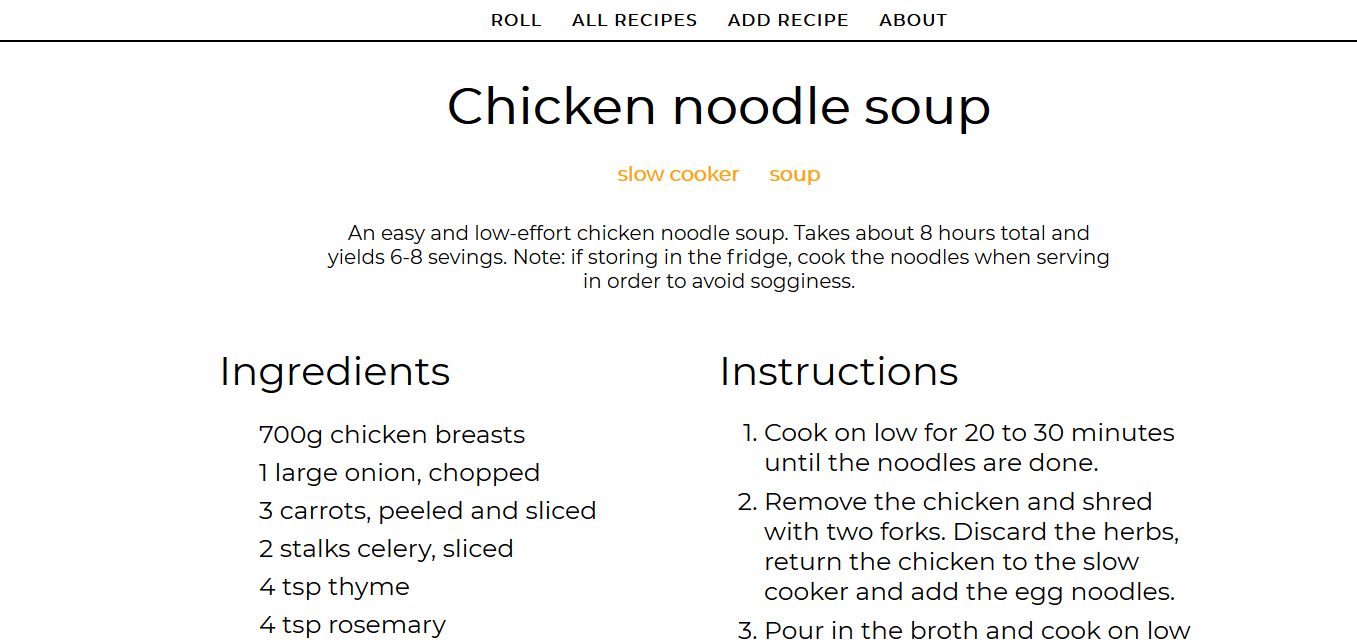 ROLL ALL RECIPES ADD RECIPE ABOUT
Chicken noodle soup
slow cooker soup
An easy and low-effort chicken noodle soup. Takes about 8 hours total and
yields 6-8 sevings. Note: if storing in the fridge, cook the noodles when serving
in order to avoid sogginess.
Ingredients
700g chicken breasts
1 large onion, chopped
3 carrots, peeled and sliced
2 stalks celery, sliced
4 tsp thyme
4 tsp rosemary
Instructions
1. Cook on low for 20 to 30 minutes
until the noodles are done.
2. Remove the chicken and shred
with two forks. Discard the herbs,
return the chicken to the slow
cooker and add the egg noodles.
3. Pour in the broth and cook on low